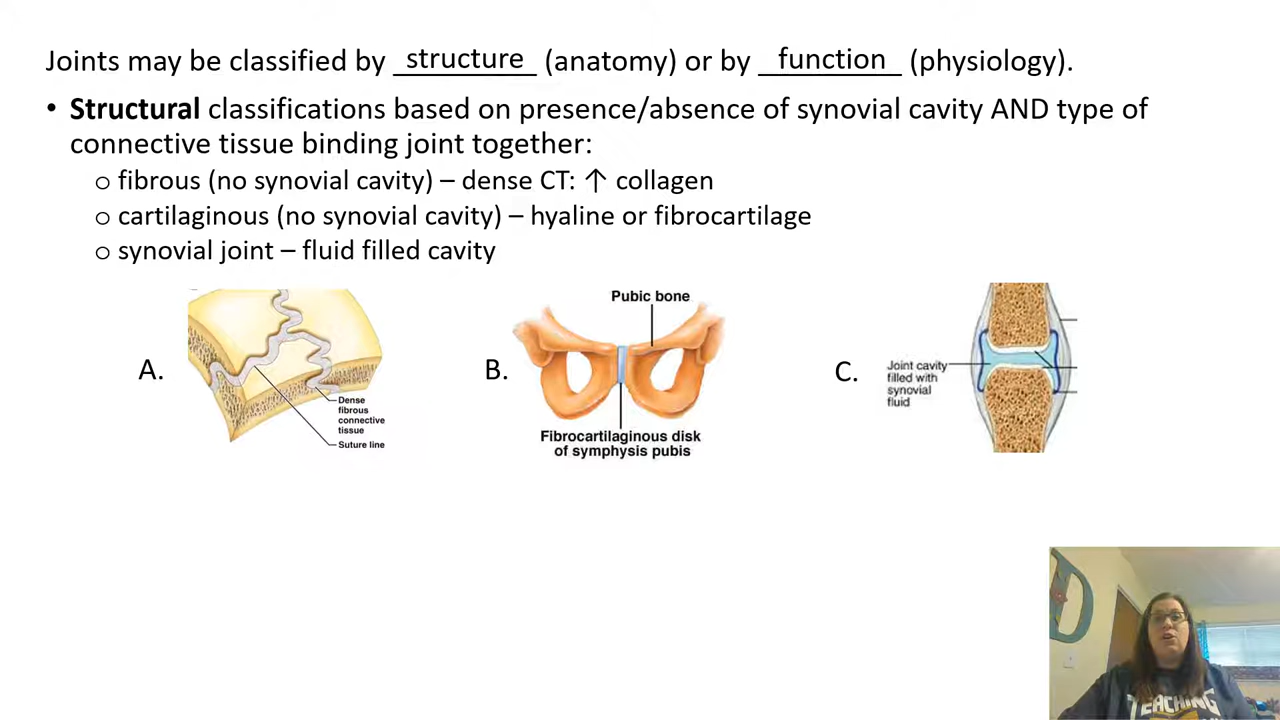 Joints may be classified by structure (anatomy) or by function (physiology).
• Structural classifications based on presence/absence of synovial cavity AND type of
connective tissue binding joint together:
o fibrous (no synovial cavity) – dense CT: ↑ collagen
o cartilaginous (no synovial cavity) – hyaline or fibrocartilage
o synovial joint – fluid filled cavity
A.
Dense
fibrous
connective
tissue
Suture line
B.
Pubic bone
Fibrocartilaginous disk
of symphysis pubis
C.
Joint cavity
filled with
synovial
fluid
D
TEACHING